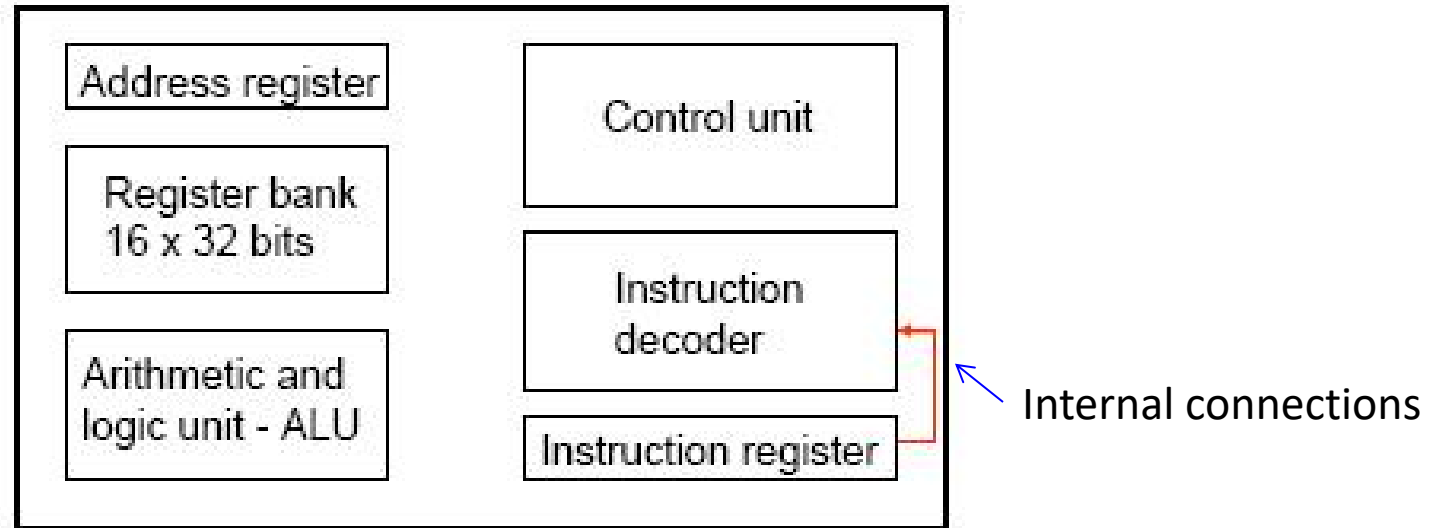 Address register
Register bank
16 x 32 bits
Arithmetic and
logic unit - ALU
Control unit
Instruction
decoder
Instruction register
Internal connections